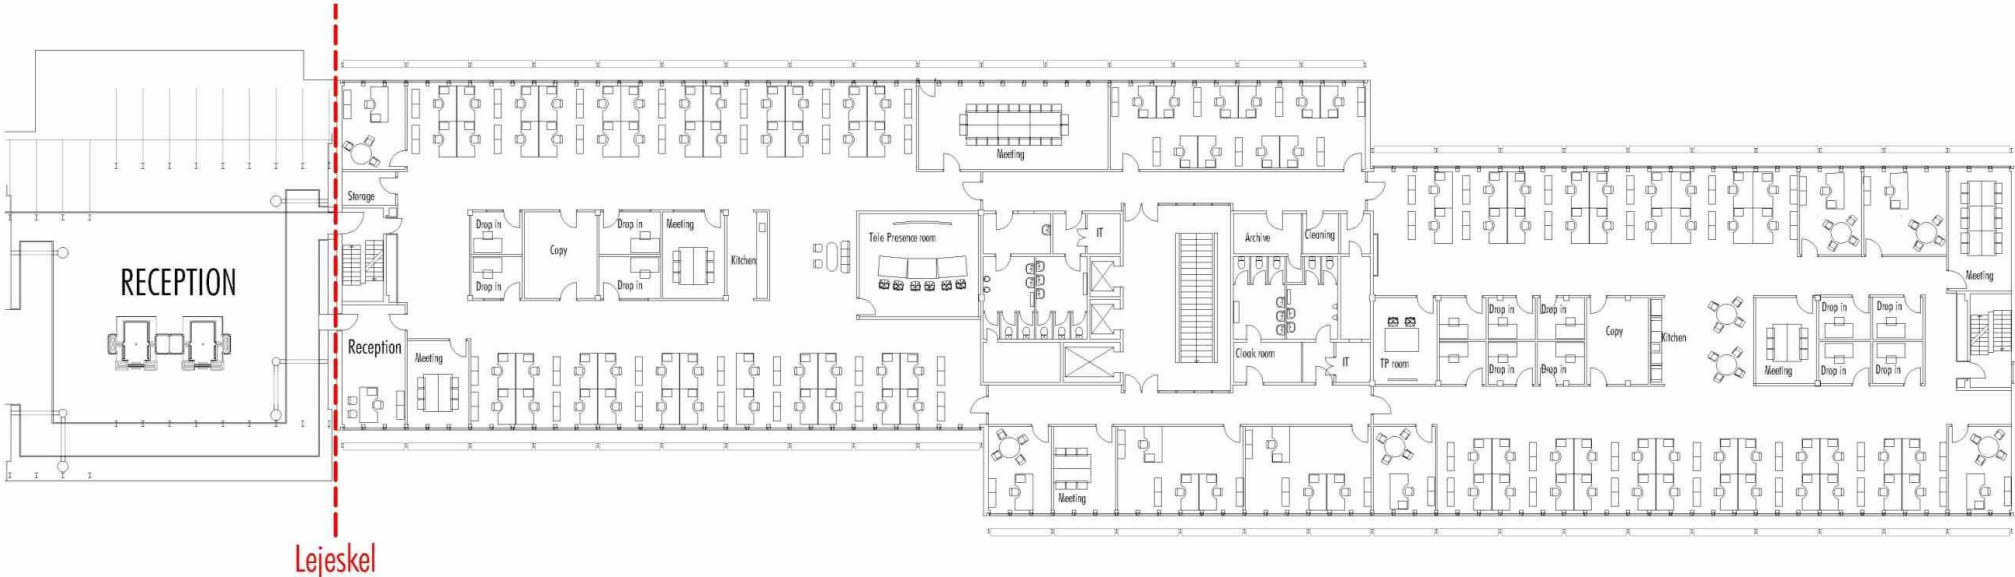 Meeting
Storage
Drop in
Drop in
Meeting
Copy
Kitchen
Drop in
Drop in
Tele Presence room
IT
Archive
Cleaning
Meeting
RECEPTION
Reception
Meeting
Cloak room
IT
TP room
Drop in
Drop in
Drop in
Drop in
Copy
Kitchen
Meeting
Drop in
Drop in
Drop in
Drop in
Meeting
Lejeskel